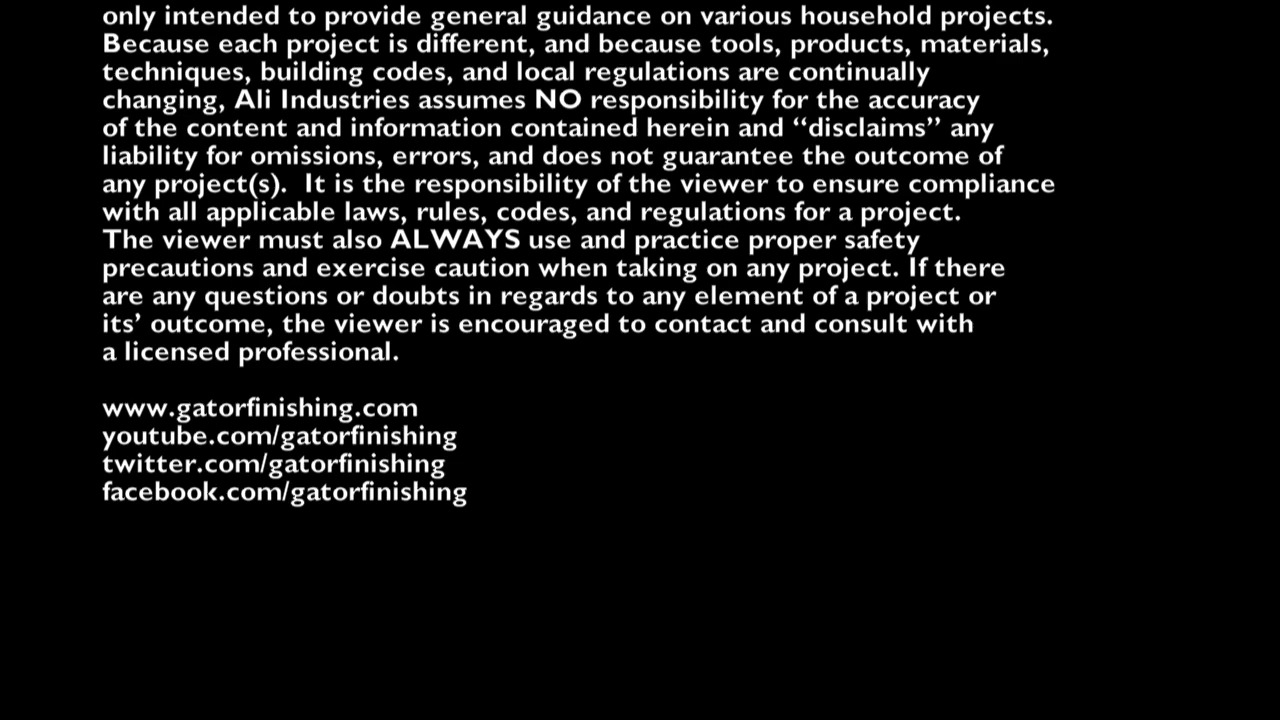 only intended to provide general guidance on various household projects.
Because each project is different, and because tools, products, materials,
techniques, building codes, and local regulations are continually
changing, Ali Industries assumes NO responsibility for the accuracy
of the content and information contained herein and “disclaims” any
liability for omissions, errors, and does not guarantee the outcome of
any project(s).  It is the responsibility of the viewer to ensure compliance
with all applicable laws, rules, codes, and regulations for a project.
The viewer must also ALWAYS use and practice proper safety
precautions and exercise caution when taking on any project. If there
are any questions or doubts in regards to any element of a project or
its’ outcome, the viewer is encouraged to contact and consult with
a licensed professional.
www.gatorfinishing.com
youtube.com/gatorfinishing
twitter.com/gatorfinishing
facebook.com/gatorfinishing